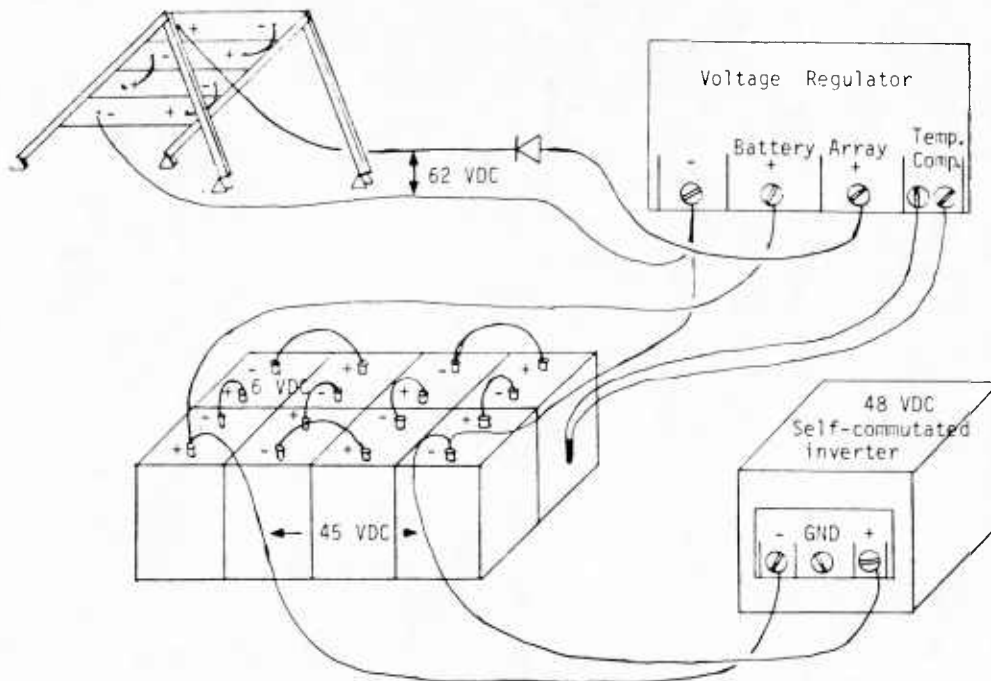 - +
- +
+ -
+ -
Voltage Regulator
Battery Array Temp.
Comp.
- + +
62 VDC
- + - +
+ 6 VDC - + -
- + - +
+ - + -
45 VDC
48 VDC
Self-commutated
inverter
- GND +